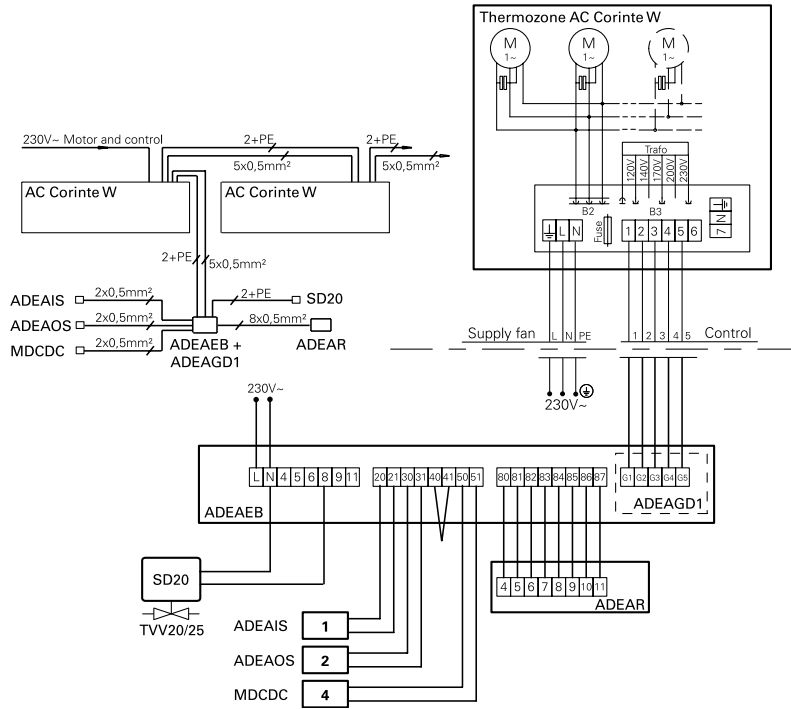 Thermozone AC Corinte W
M
1~
M
1~
M
1~
Trafo
120V
140V
170V
200V
230V
B2
B3
L N
Fuse
1 2 3 4 5 6
7 N
Supply fan
L N PE
1 2 3 4 5
Control
230V~
230V~ Motor and control
2+PE
5x0,5mm²
2+PE
5x0,5mm²
AC Corinte W
AC Corinte W
2+PE
5x0,5mm²
ADEAIS
2x0,5mm²
2+PE
SD20
ADEAOS
2x0,5mm²
8x0,5mm²
ADEAR
MDCDC
2x0,5mm²
ADEAEB +
ADEAGD1
230V~
L N 4 5 6 8 9 11
20 21 30 31 40 41 50 51
80 81 82 83 84 85 86 87
G1 G2 G3 G4 G5
ADEAEB
ADEAGD1
SD20
TVV20/25
4 5 6 7 8 9 10 11
ADEAR
ADEAIS
1
ADEAOS
2
MDCDC
4